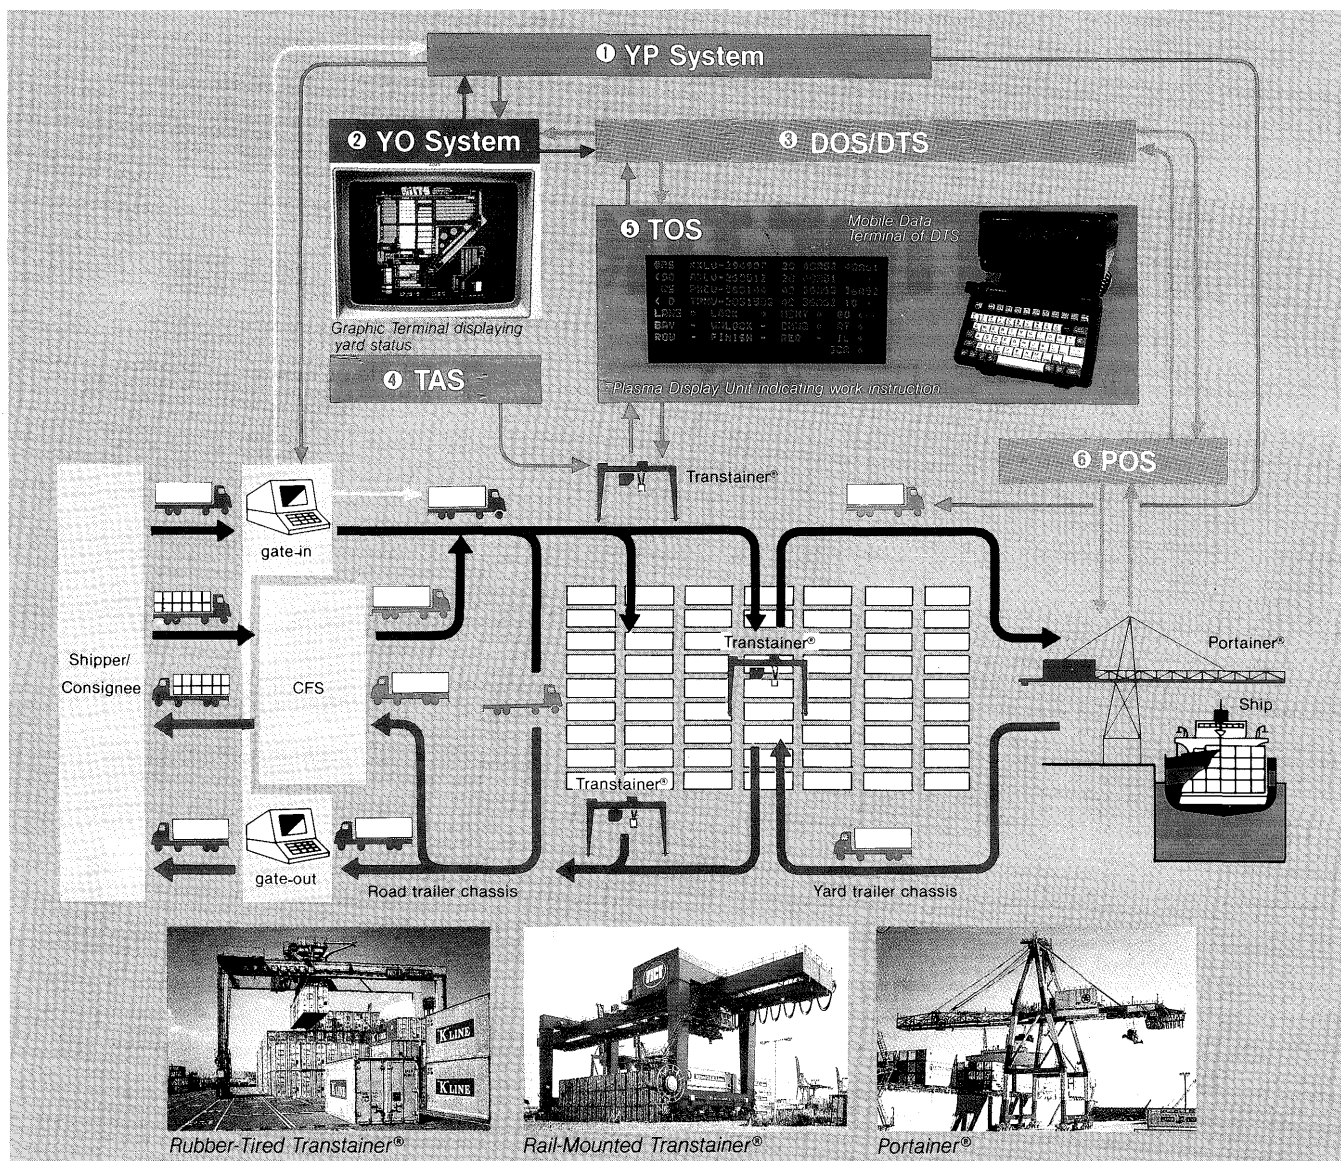 ❶ YP System
❷ YO System
❸ DOS/DTS
MITS
Graphic Terminal displaying
yard status
❺ TOS
Mobile Data
Terminal of DTS
Plasma Display Unit indicating work instruction
❹ TAS
❻ POS
Transtainer®
gate-in
Shipper/
Consignee
CFS
Transtainer®
Portainer®
Ship
Transtainer®
gate-out
Road trailer chassis
Yard trailer chassis
K LINE
K LINE
Rubber-Tired Transtainer®
Rail-Mounted Transtainer®
Portainer®